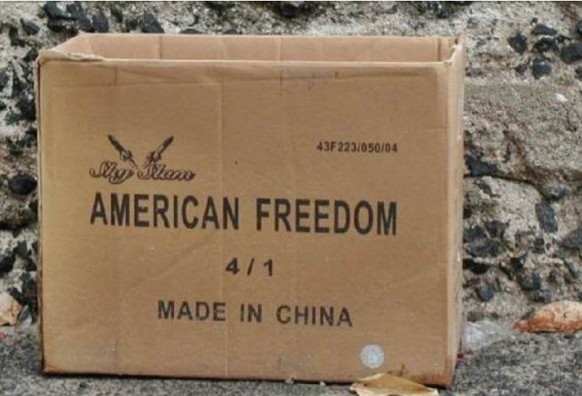 43F223/050/04
Sky Slam
AMERICAN FREEDOM
4/1
MADE IN CHINA